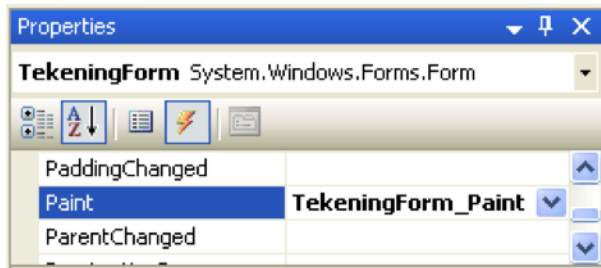 Properties
TekeningForm System.Windows.Forms.Form
A Z
PaddingChanged
Paint TekeningForm_Paint
ParentChanged